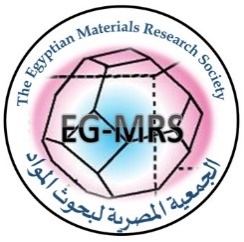 The Egyptian Materials Research Society
EG-MRS
الجمعية المصرية لبحوث المواد